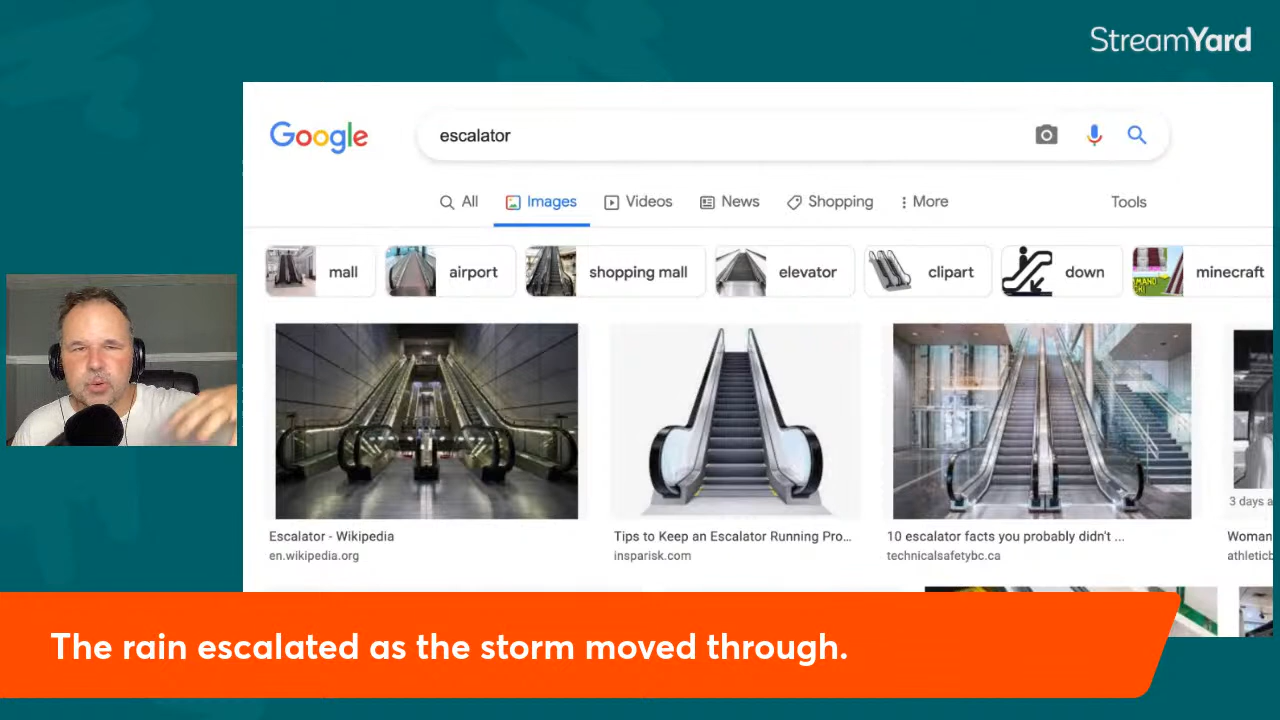 StreamYard
Google
escalator
All Images Videos News Shopping More Tools
mall airport shopping mall elevator clipart down minecraft
3 days a
Escalator - Wikipedia
en.wikipedia.org
Tips to Keep an Escalator Running Pro...
insparisk.com
10 escalator facts you probably didn't ...
technicalsafetybc.ca
Woman
athleticb
The rain escalated as the storm moved through.